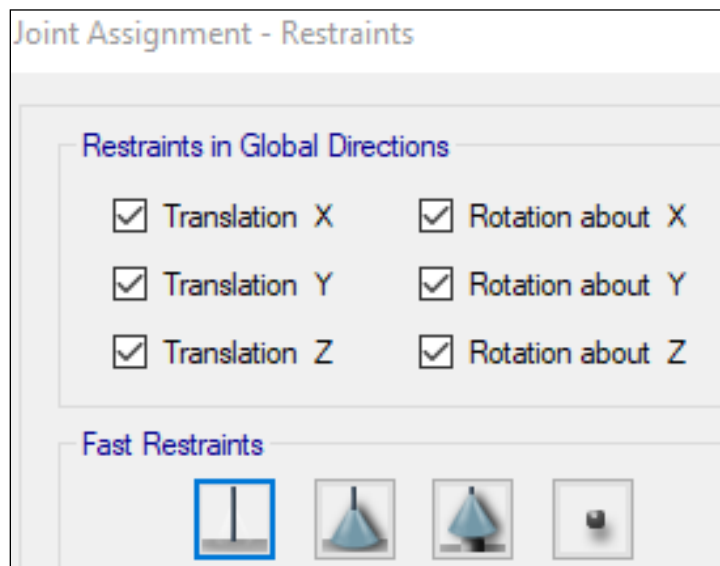 Joint Assignment - Restraints
Restraints in Global Directions
Translation X
Rotation about X
Translation Y
Rotation about Y
Translation Z
Rotation about Z
Fast Restraints